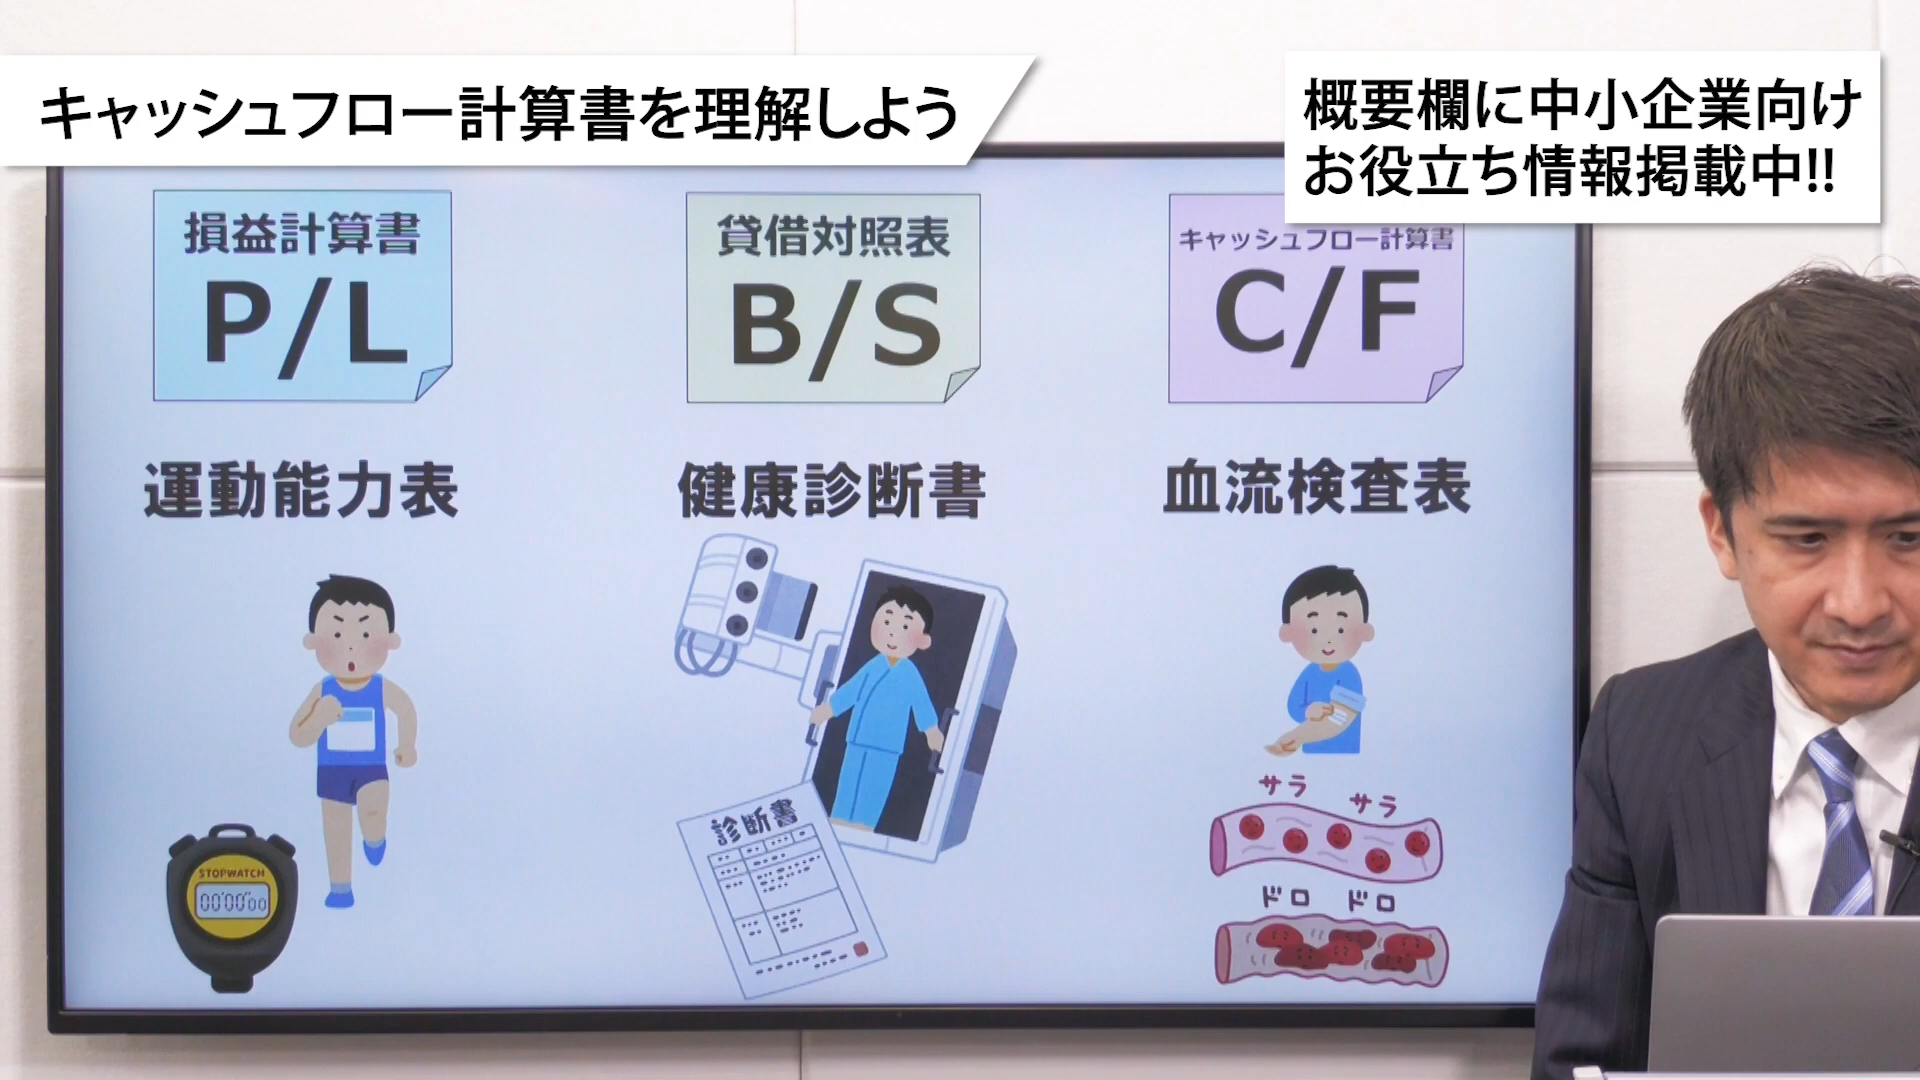 キャッシュフロー計算書を理解しよう
概要欄に中小企業向け
お役立ち情報掲載中!!
損益計算書
P/L
貸借対照表
B/S
キャッシュフロー計算書
C/F
運動能力表
健康診断書
血流検査表
サラ サラ
ドロ ドロ
診断書
STOPWATCH
00'00"00